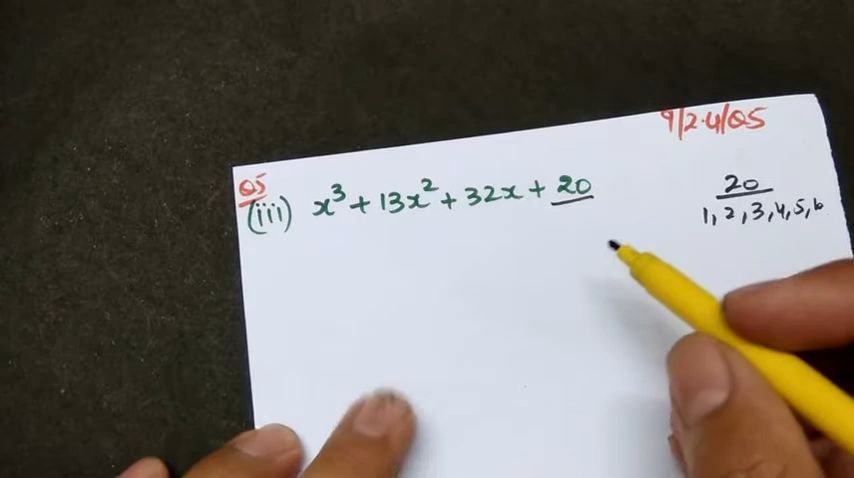 9/2.4/Q5
Q5
(iii) x³ + 13x² + 32x + 20
20
1, 2, 3, 4, 5, 6